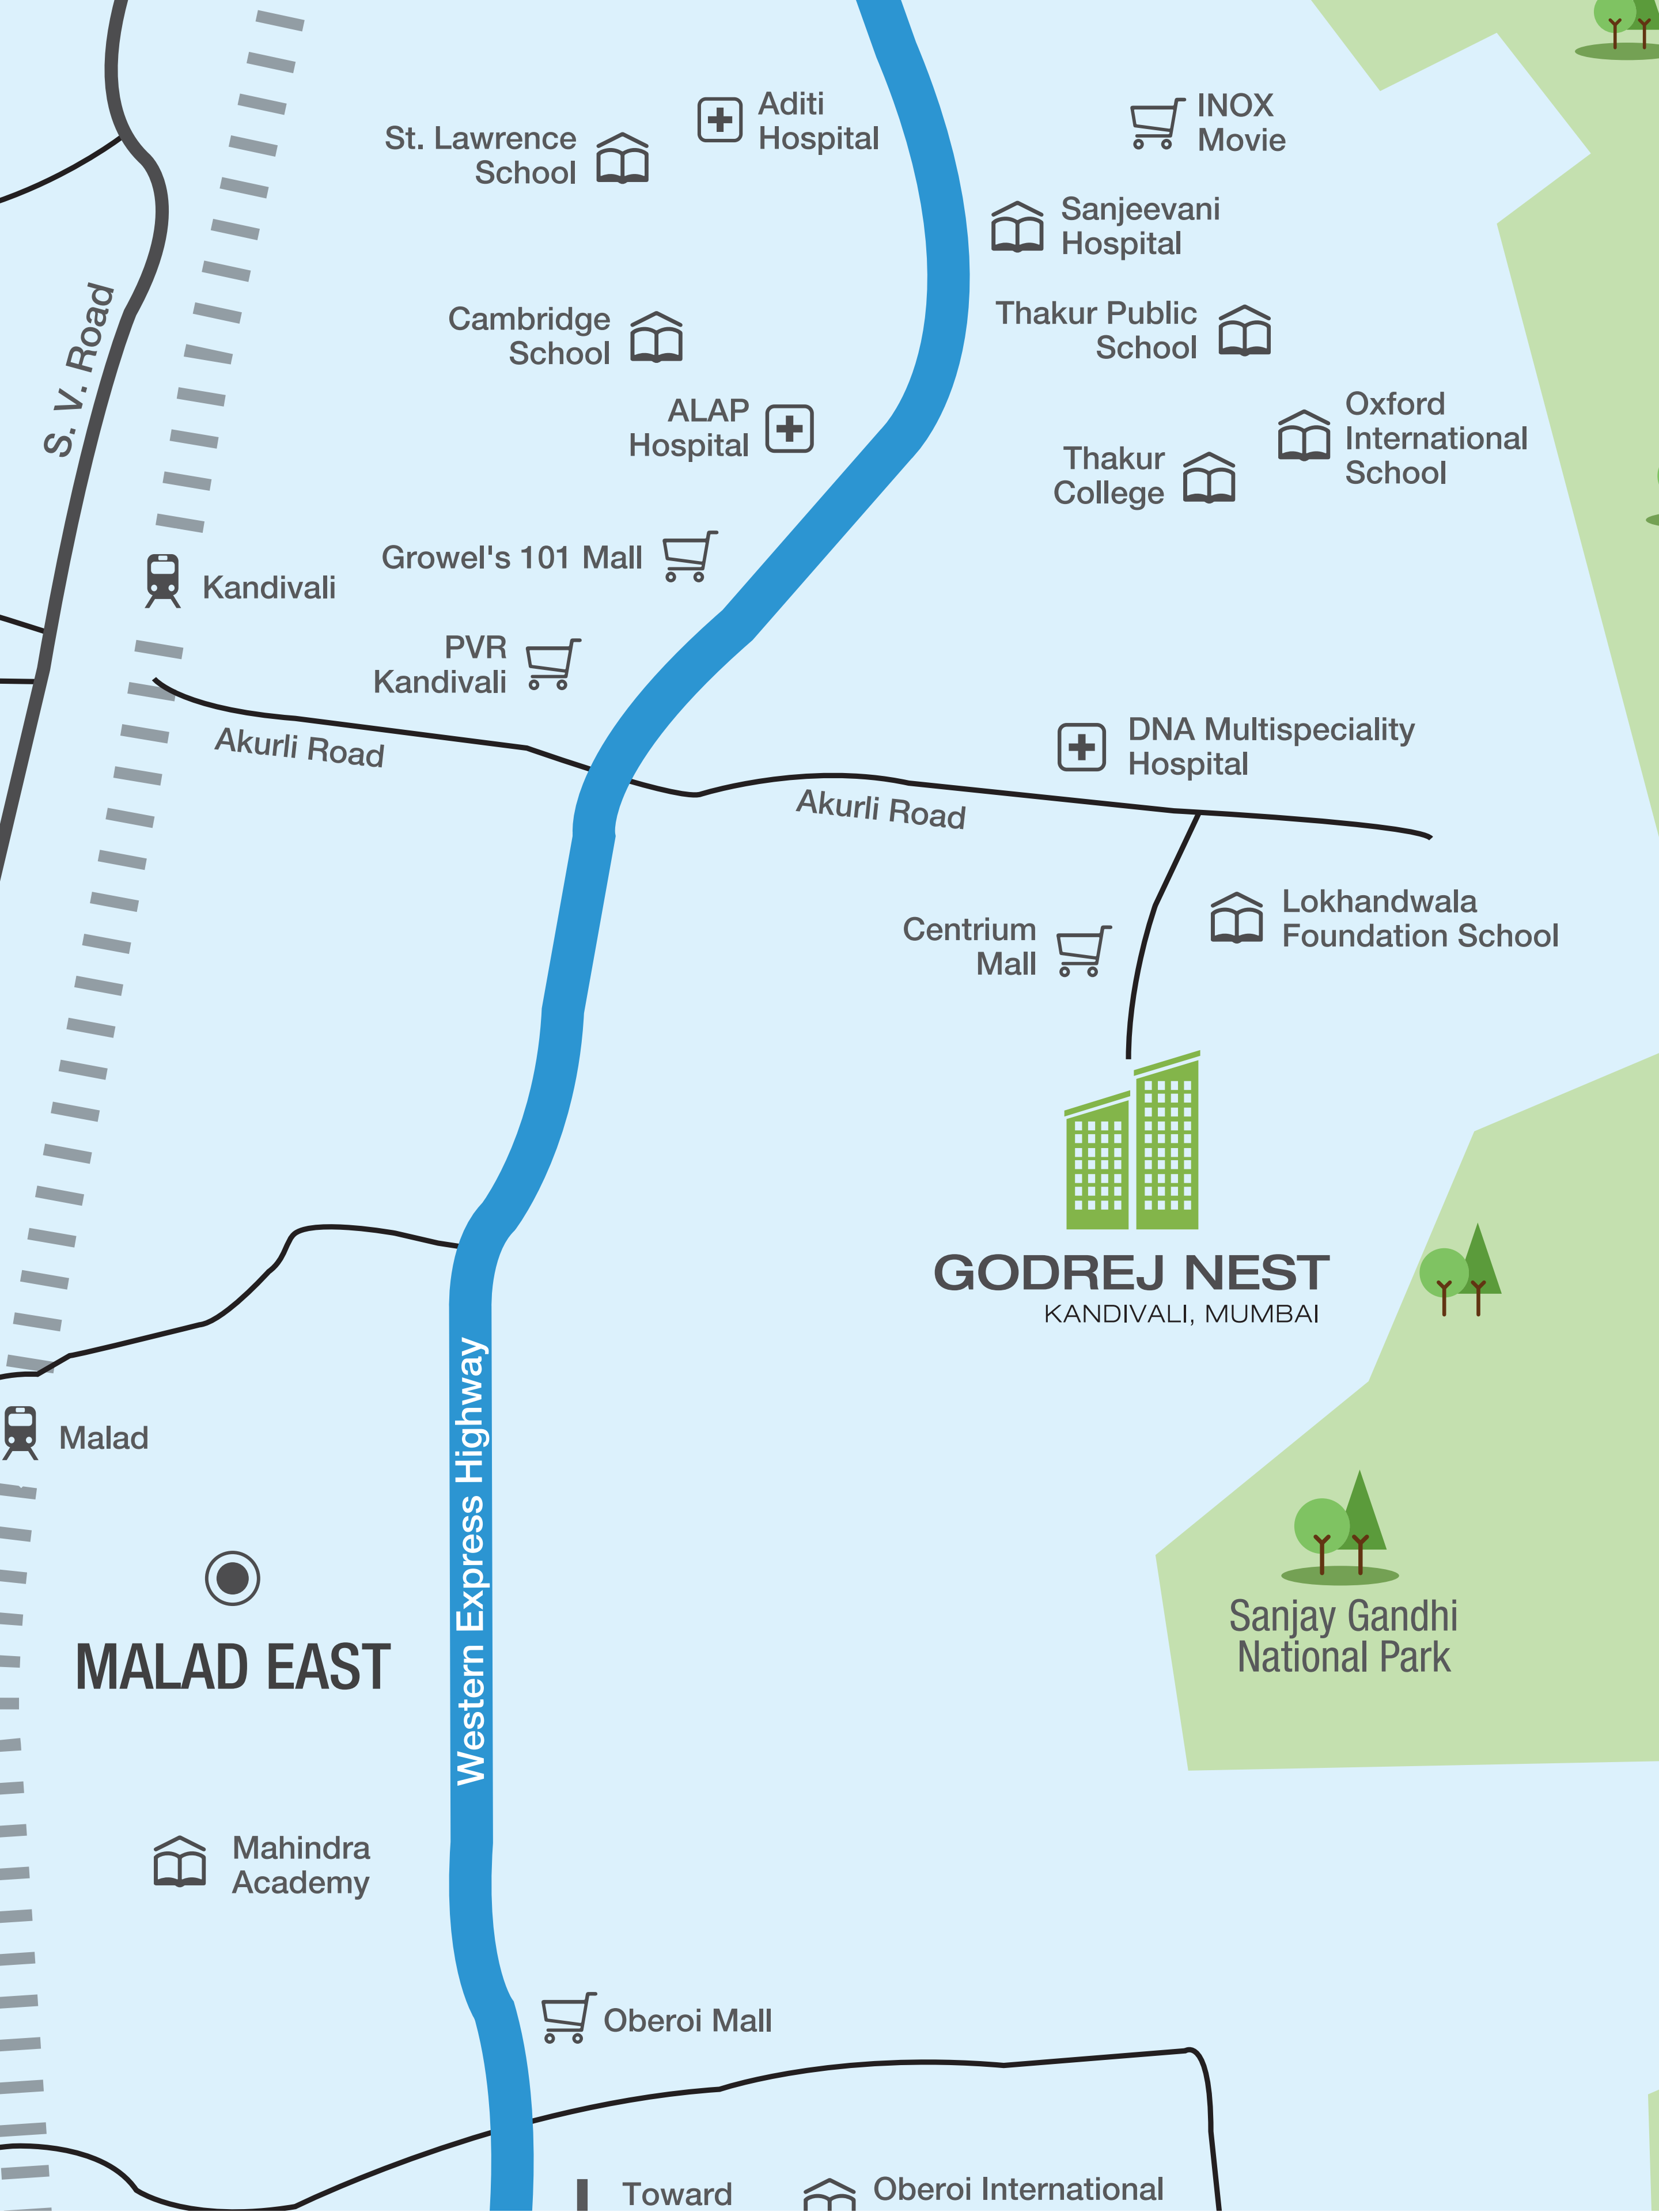 Aditi
Hospital
St. Lawrence
School
INOX
Movie
Sanjeevani
Hospital
S. V. Road
Cambridge
School
Thakur Public
School
ALAP
Hospital
Oxford
International
School
Thakur
College
Growel's 101 Mall
Kandivali
PVR
Kandivali
Akurli Road
DNA Multispeciality
Hospital
Akurli Road
Lokhandwala
Foundation School
Centrium
Mall
GODREJ NEST
KANDIVALI, MUMBAI
Malad
Western Express Highway
MALAD EAST
Sanjay Gandhi
National Park
Mahindra
Academy
Oberoi Mall
Toward
Oberoi International